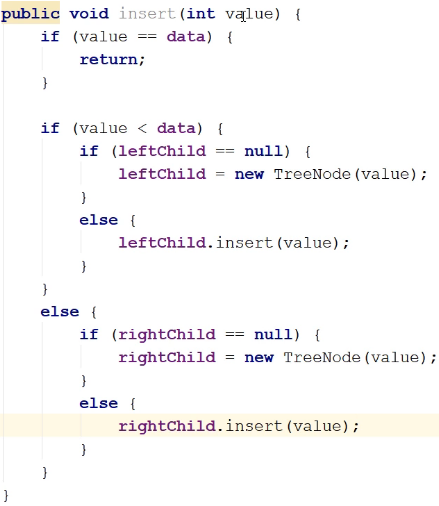 public void insert(int value) {
    if (value == data) {
        return;
    }

    if (value < data) {
        if (leftChild == null) {
            leftChild = new TreeNode(value);
        }
        else {
            leftChild.insert(value);
        }
    }
    else {
        if (rightChild == null) {
            rightChild = new TreeNode(value);
        }
        else {
            rightChild.insert(value);
        }
    }
}